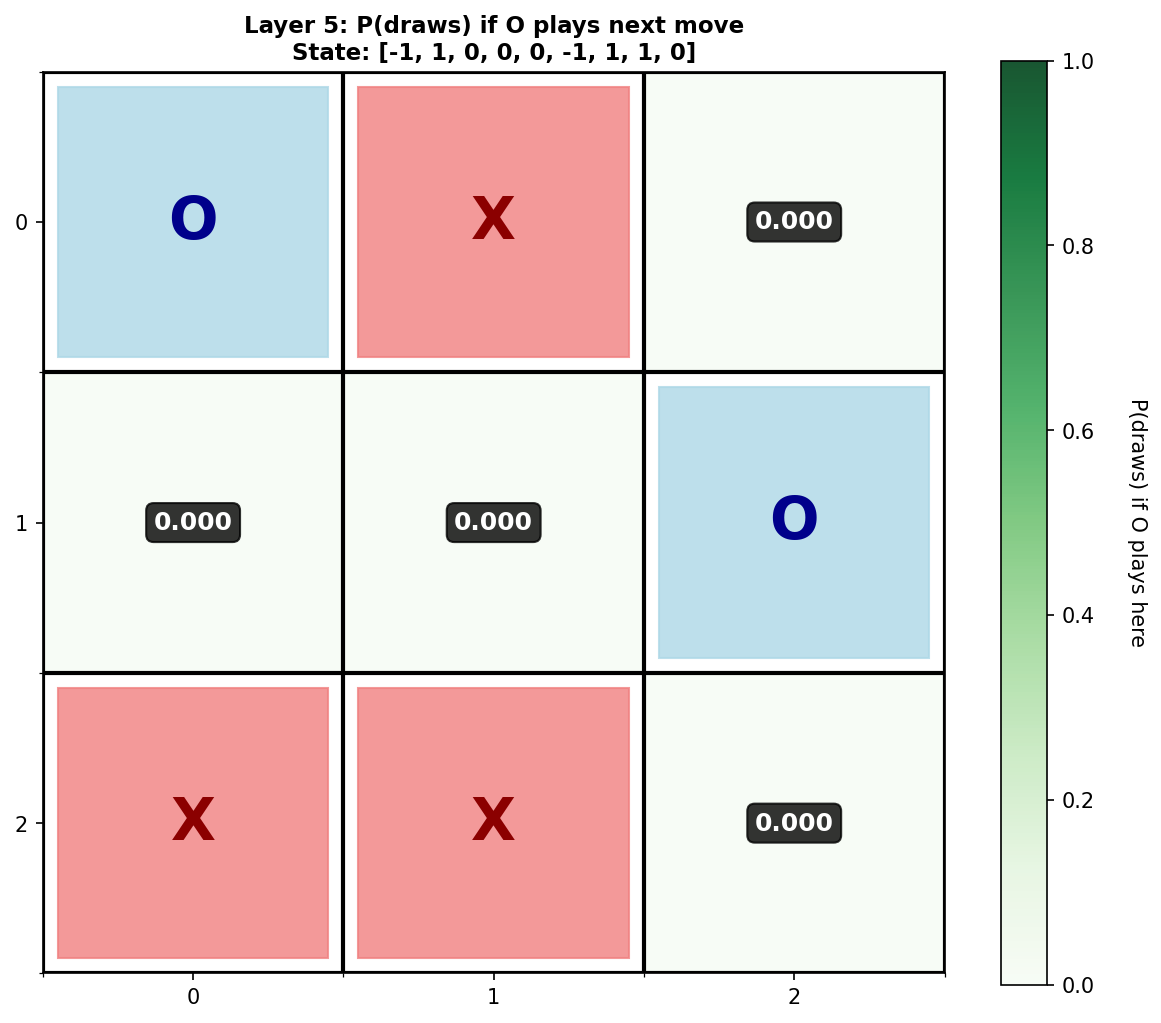 Layer 5: P(draws) if O plays next move
State: [-1, 1, 0, 0, 0, -1, 1, 1, 0]
O
X
0.000
0
0.000
0.000
O
1
X
X
0.000
2
0
1
2
1.0
0.8
0.6
0.4
0.2
0.0
P(draws) if O plays here